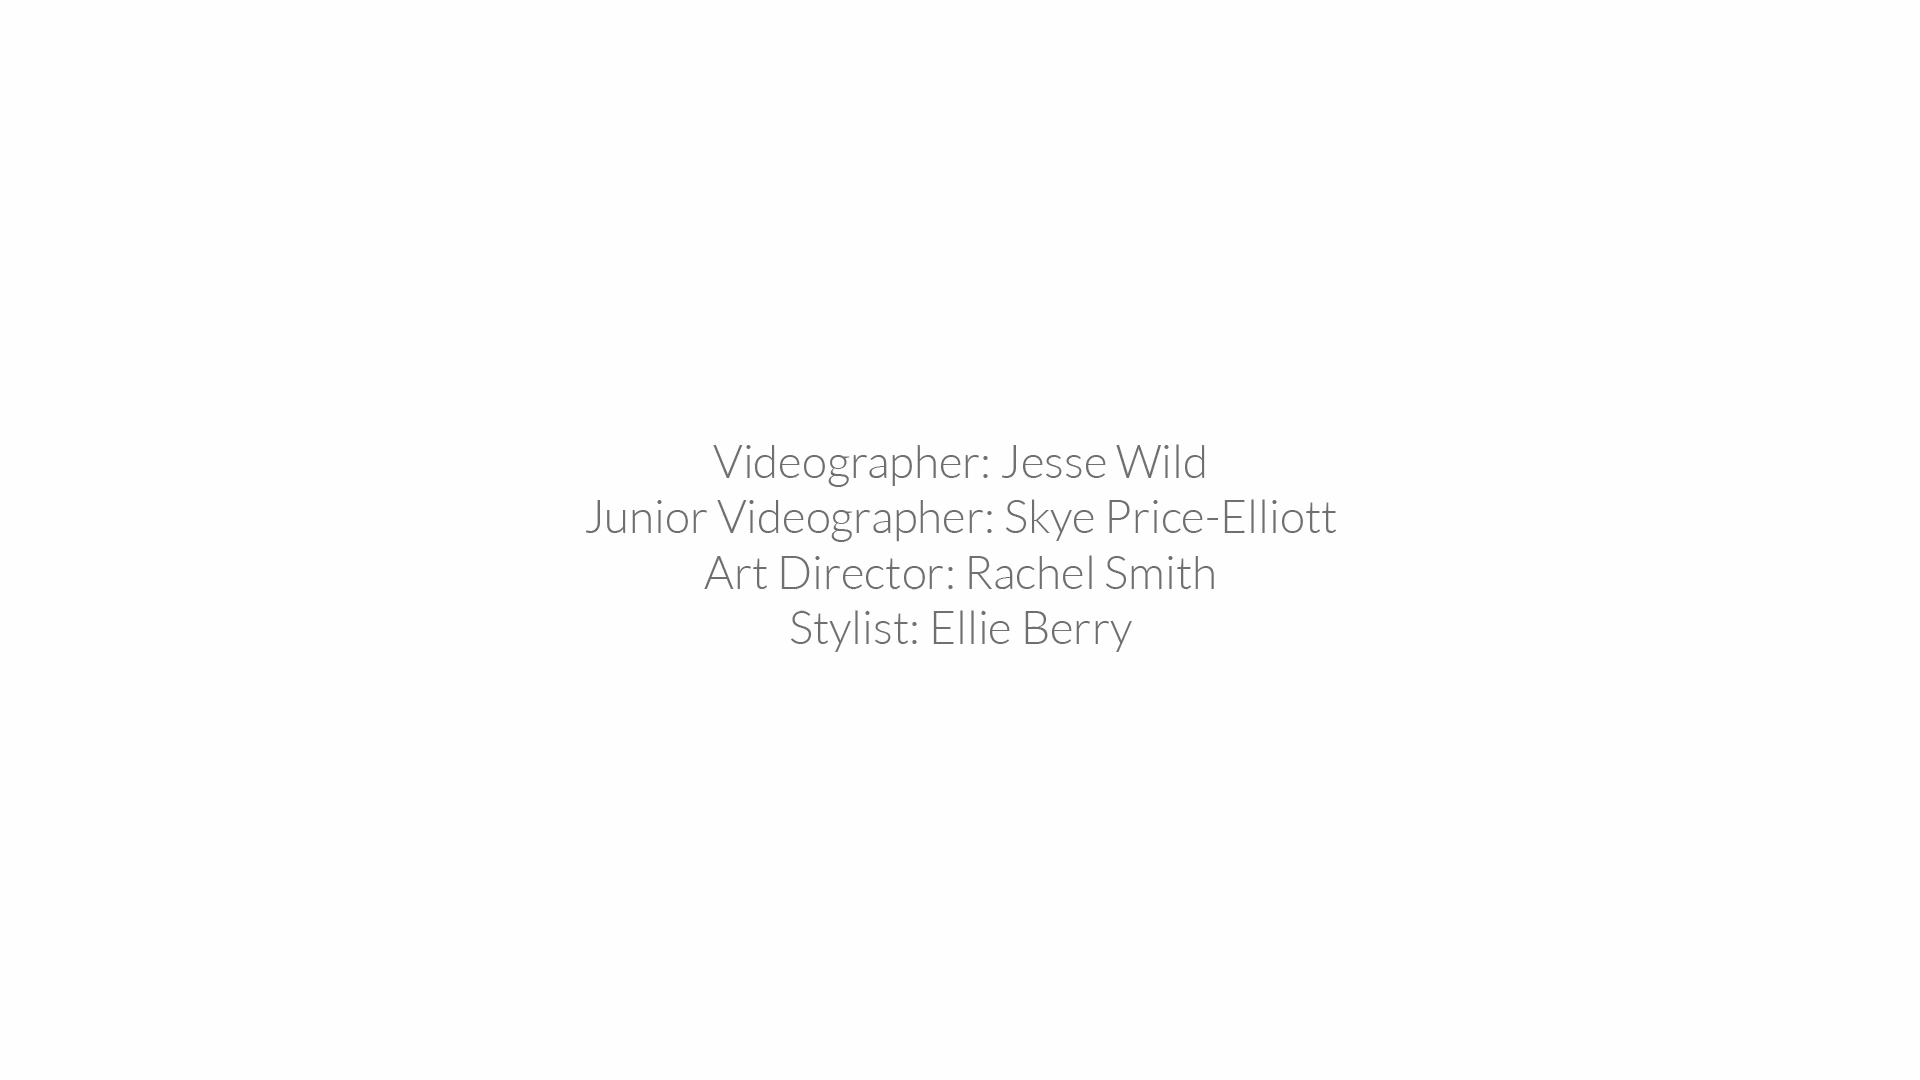 Videographer: Jesse Wild
Junior Videographer: Skye Price-Elliott
Art Director: Rachel Smith
Stylist: Ellie Berry